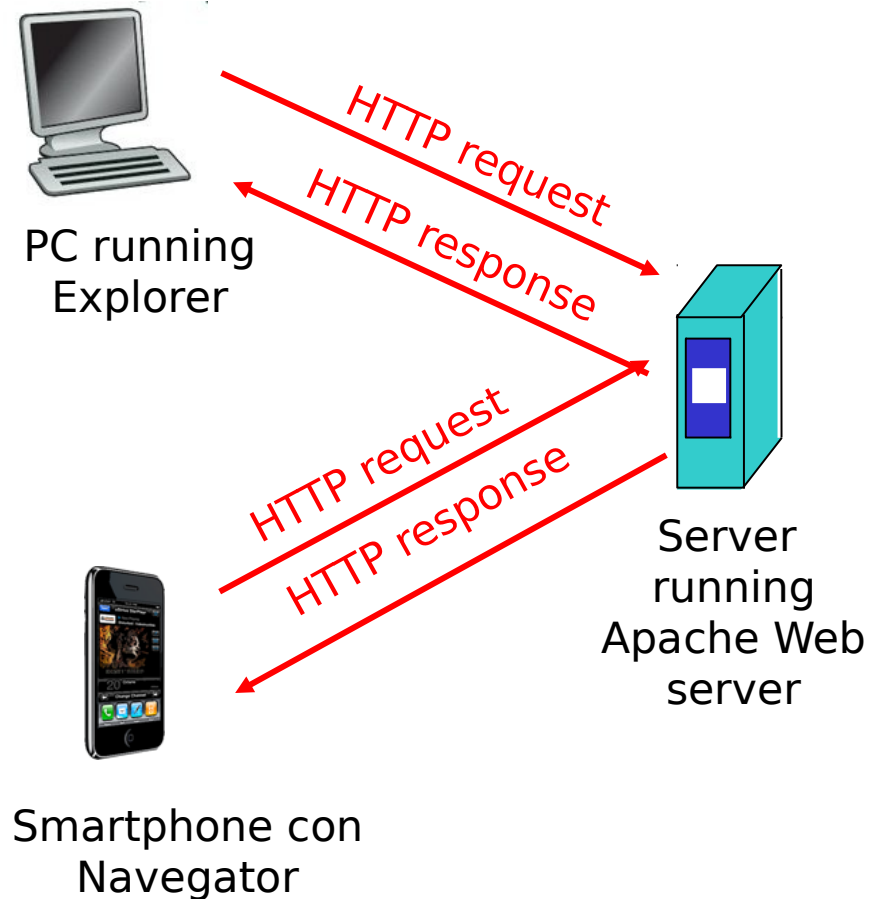 HTTP request
HTTP response
PC running
Explorer
HTTP request
HTTP response
Server
running
Apache Web
server
Smartphone con
Navegator